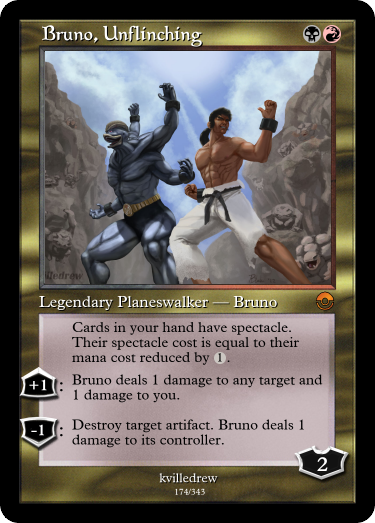 Bruno, Unflinching
Legendary Planeswalker — Bruno
Cards in your hand have spectacle.
Their spectacle cost is equal to their
mana cost reduced by 1.
+1: Bruno deals 1 damage to any target and
1 damage to you.
-1: Destroy target artifact. Bruno deals 1
damage to its controller.
2
kvilledrew
174/343